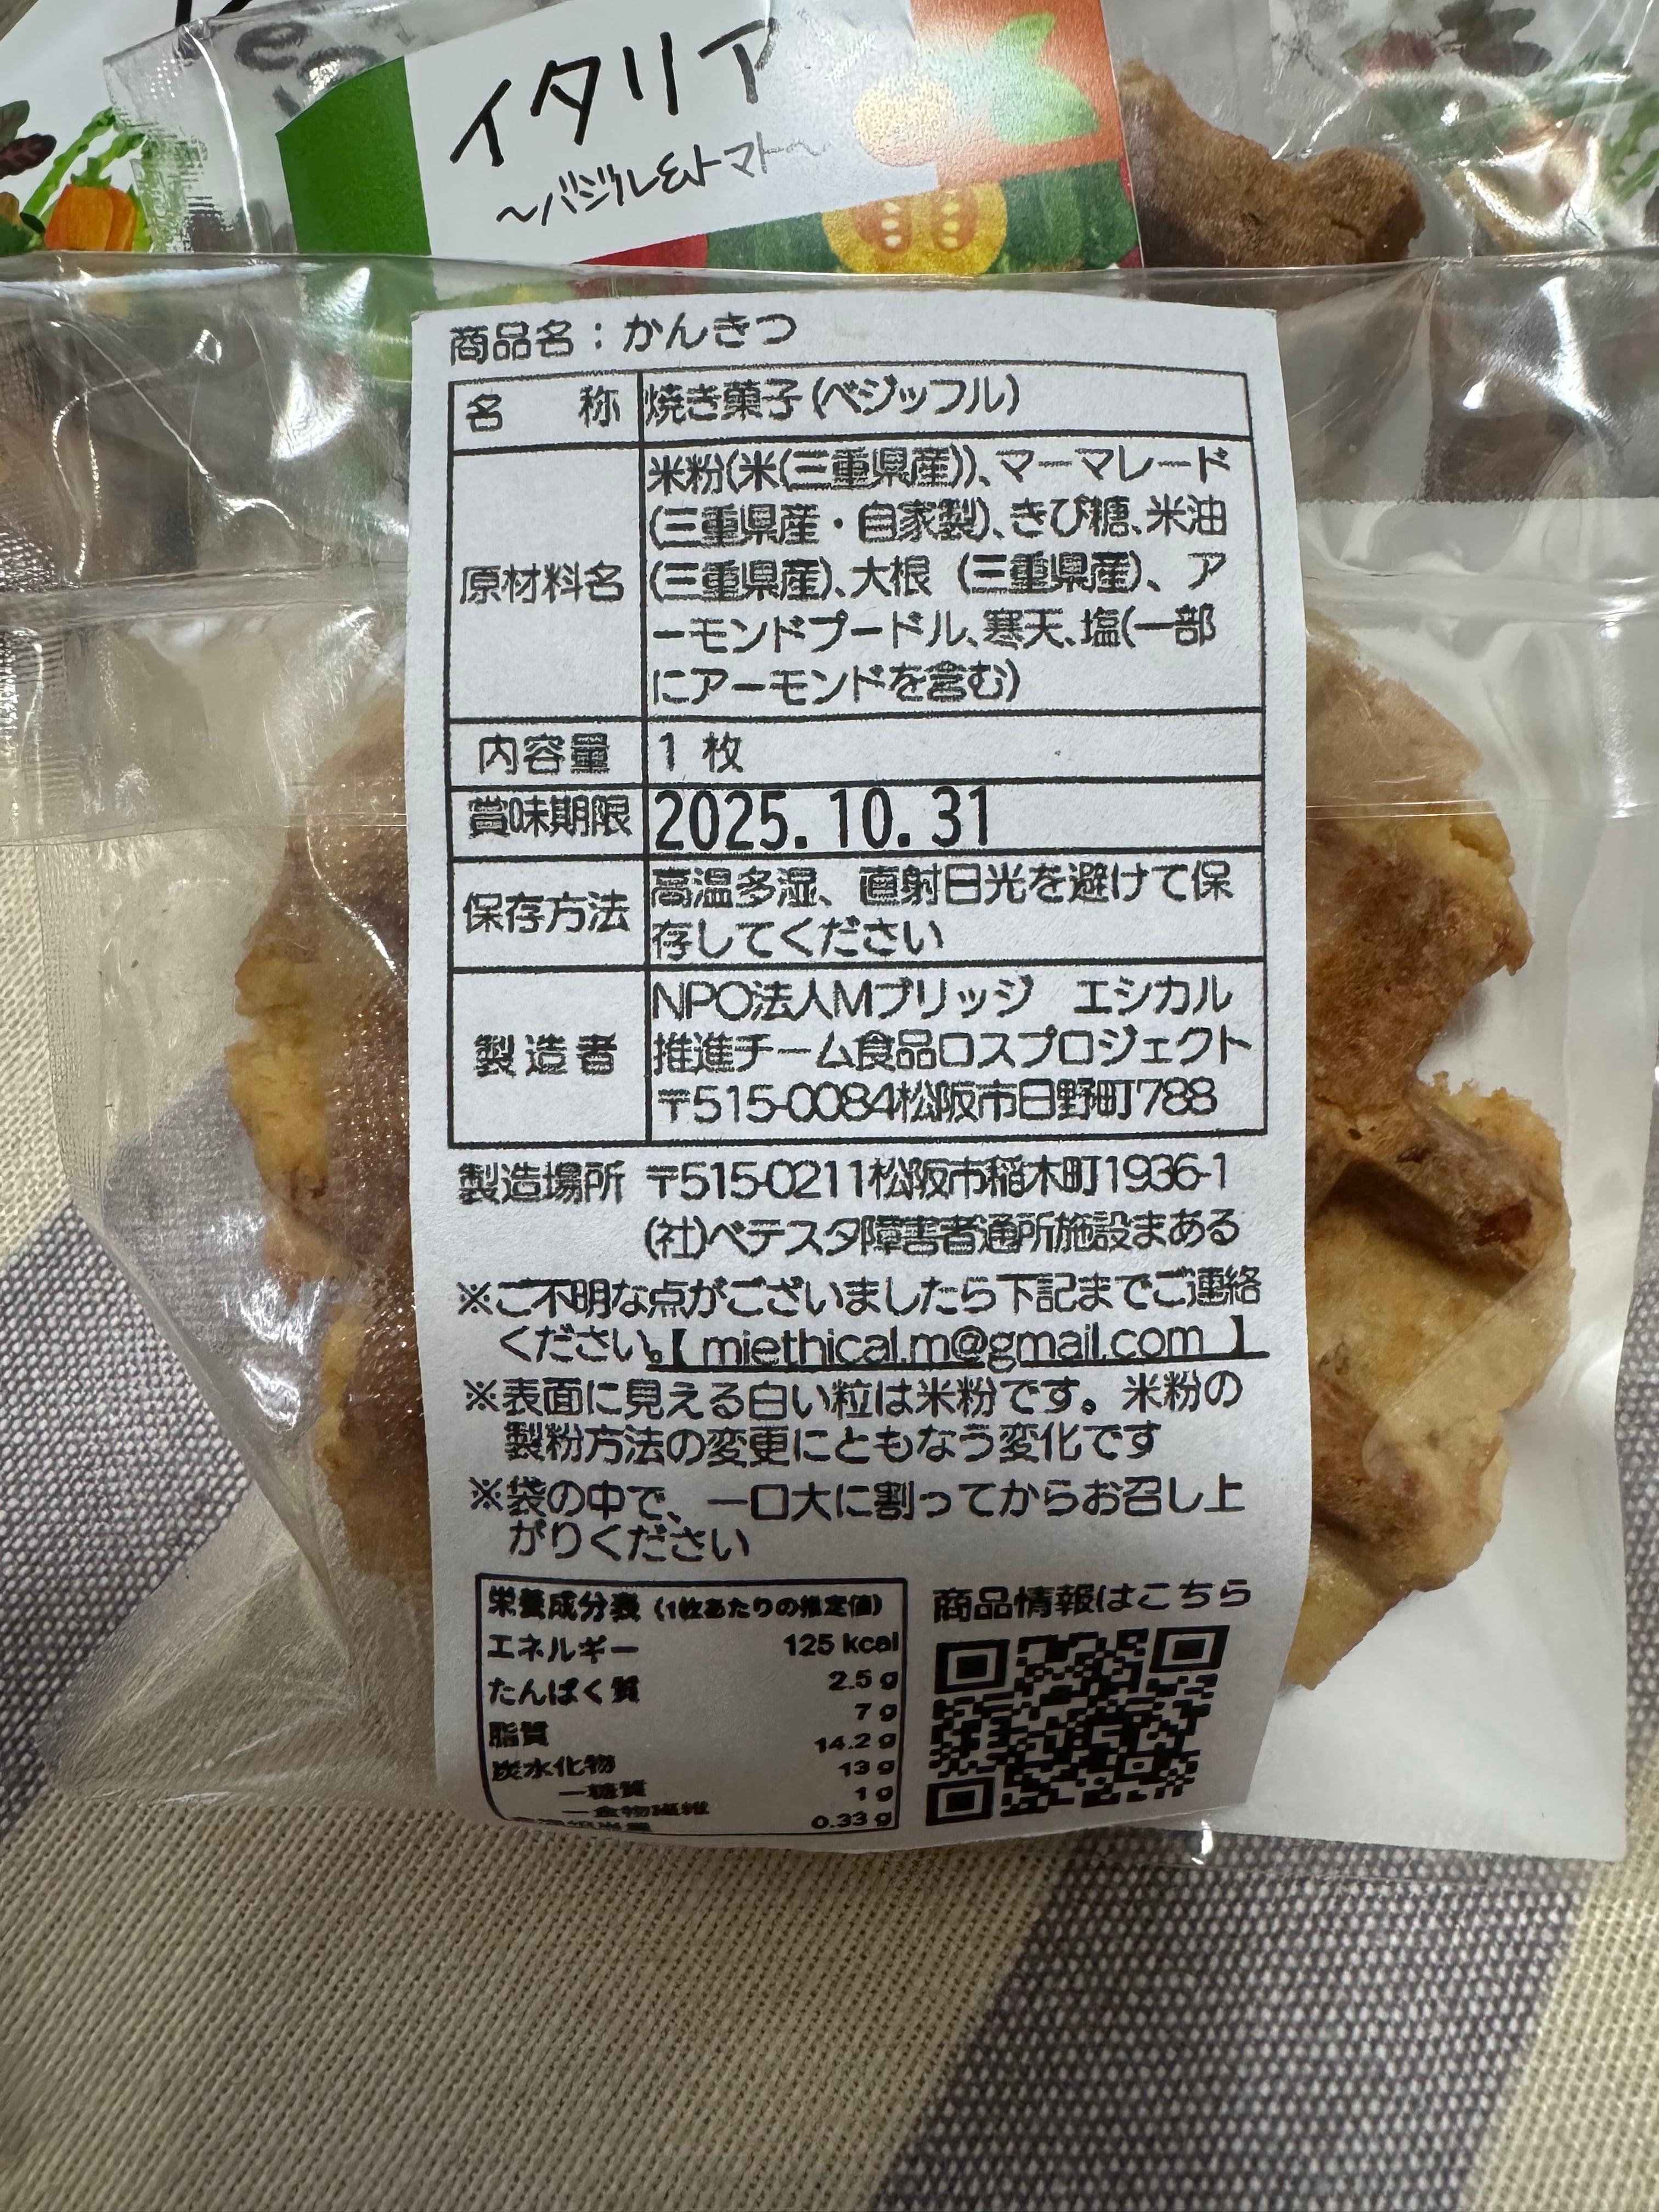 イタリア
～バジル&トマト～
商品名：かんきつ
名　称 焼き菓子(ベジッフル)
原材料名 米粉(米(三重県産))、マーマレード
(三重県産・自家製)、きび糖、米油
(三重県産)、大根（三重県産）、ア
ーモンドプードル、寒天、塩(一部
にアーモンドを含む)
内容量 1 枚
賞味期限 2025.10.31
保存方法 高温多湿、直射日光を避けて保
存してください
製造者 NPO法人Mブリッジ　エシカル
推進チーム食品ロスプロジェクト
〒515-0084松阪市日野町788
製造場所 〒515-0211松阪市稲木町1936-1
(社)ベテスタ障害者通所施設まある
※ご不明な点がございましたら下記までご連絡
ください。【 miethical.m@gmail.com 】
※表面に見える白い粒は米粉です。米粉の
製粉方法の変更にともなう変化です
※袋の中で、一口大に割ってからお召し上
がりください
栄養成分表（1枚あたりの推定値）
エネルギー 125 kcal
たんぱく質 2.5 g
脂質 7 g
炭水化物 14.2 g
―糖質 13 g
―食物繊維 1 g
0.33 g
商品情報はこちら